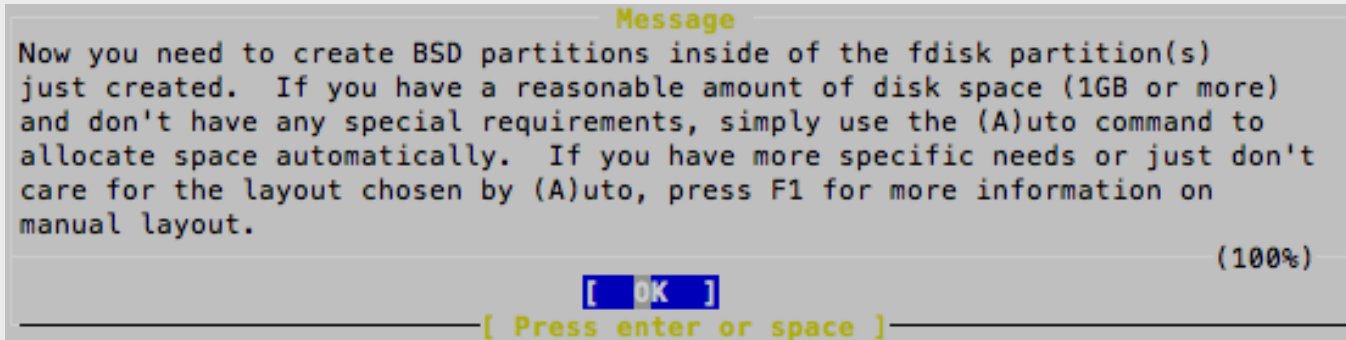 Message
Now you need to create BSD partitions inside of the fdisk partition(s)
just created.  If you have a reasonable amount of disk space (1GB or more)
and don't have any special requirements, simply use the (A)uto command to
allocate space automatically.  If you have more specific needs or just don't
care for the layout chosen by (A)uto, press F1 for more information on
manual layout.
(100%)
[  OK  ]
[ Press enter or space ]